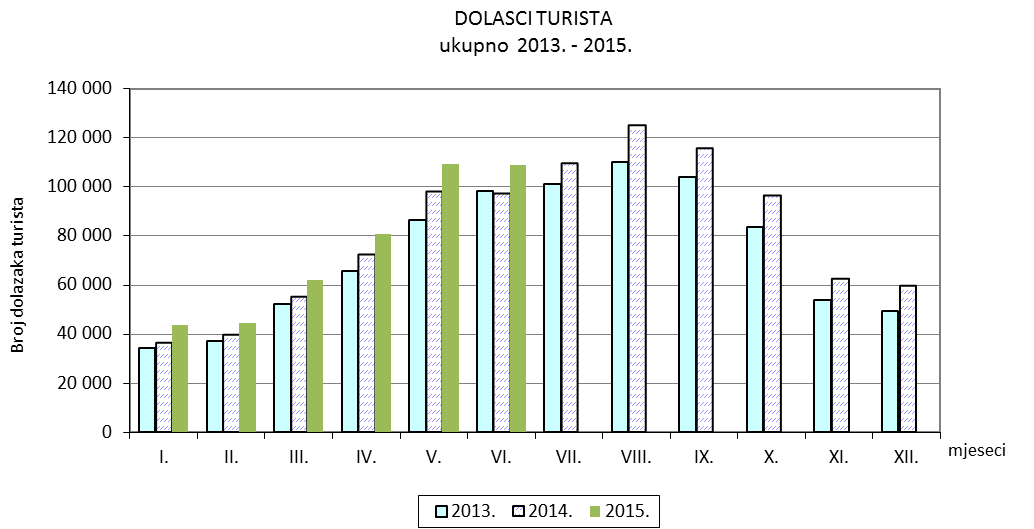 DOLASCI TURISTA
ukupno 2013. - 2015.
Broj dolazaka turista
140 000
120 000
100 000
80 000
60 000
40 000
20 000
0
I. II. III. IV. V. VI. VII. VIII. IX. X. XI. XII. mjeseci
2013. 2014. 2015.